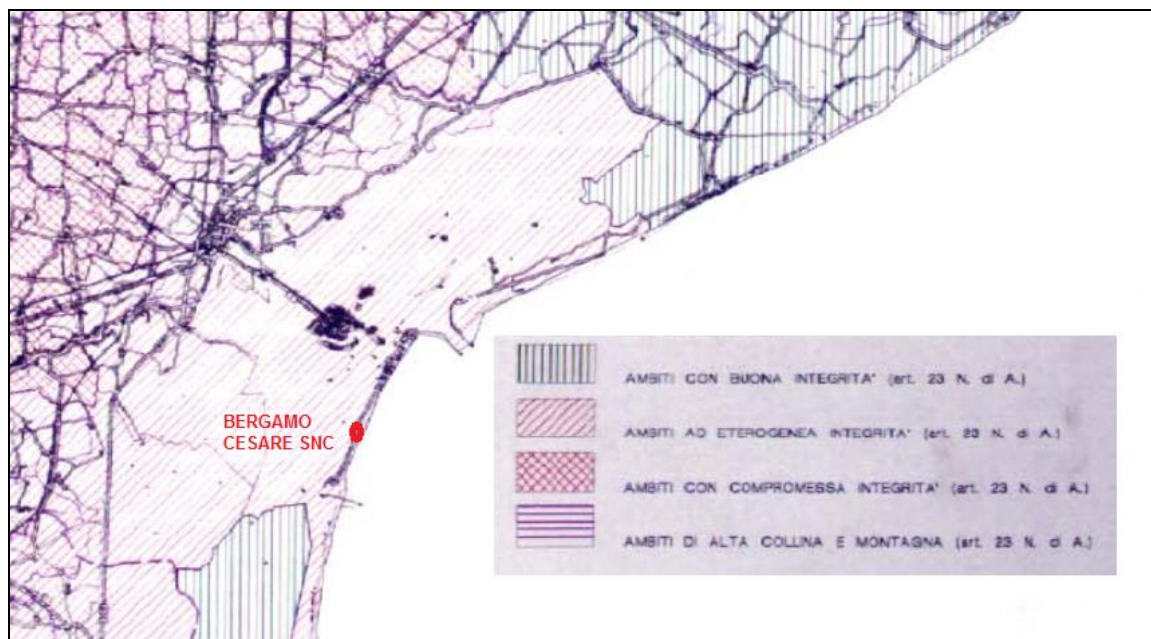 BERGAMO
CESARE SNC
AMBITI CON BUONA INTEGRITA' (art. 23 N. di A.)
AMBITI AD ETEROGENEA INTEGRITA' (art. 23 N. di A.)
AMBITI CON COMPROMESSA INTEGRITA' (art. 23 N. di A.)
AMBITI DI ALTA COLLINA E MONTAGNA (art. 23 N. di A.)